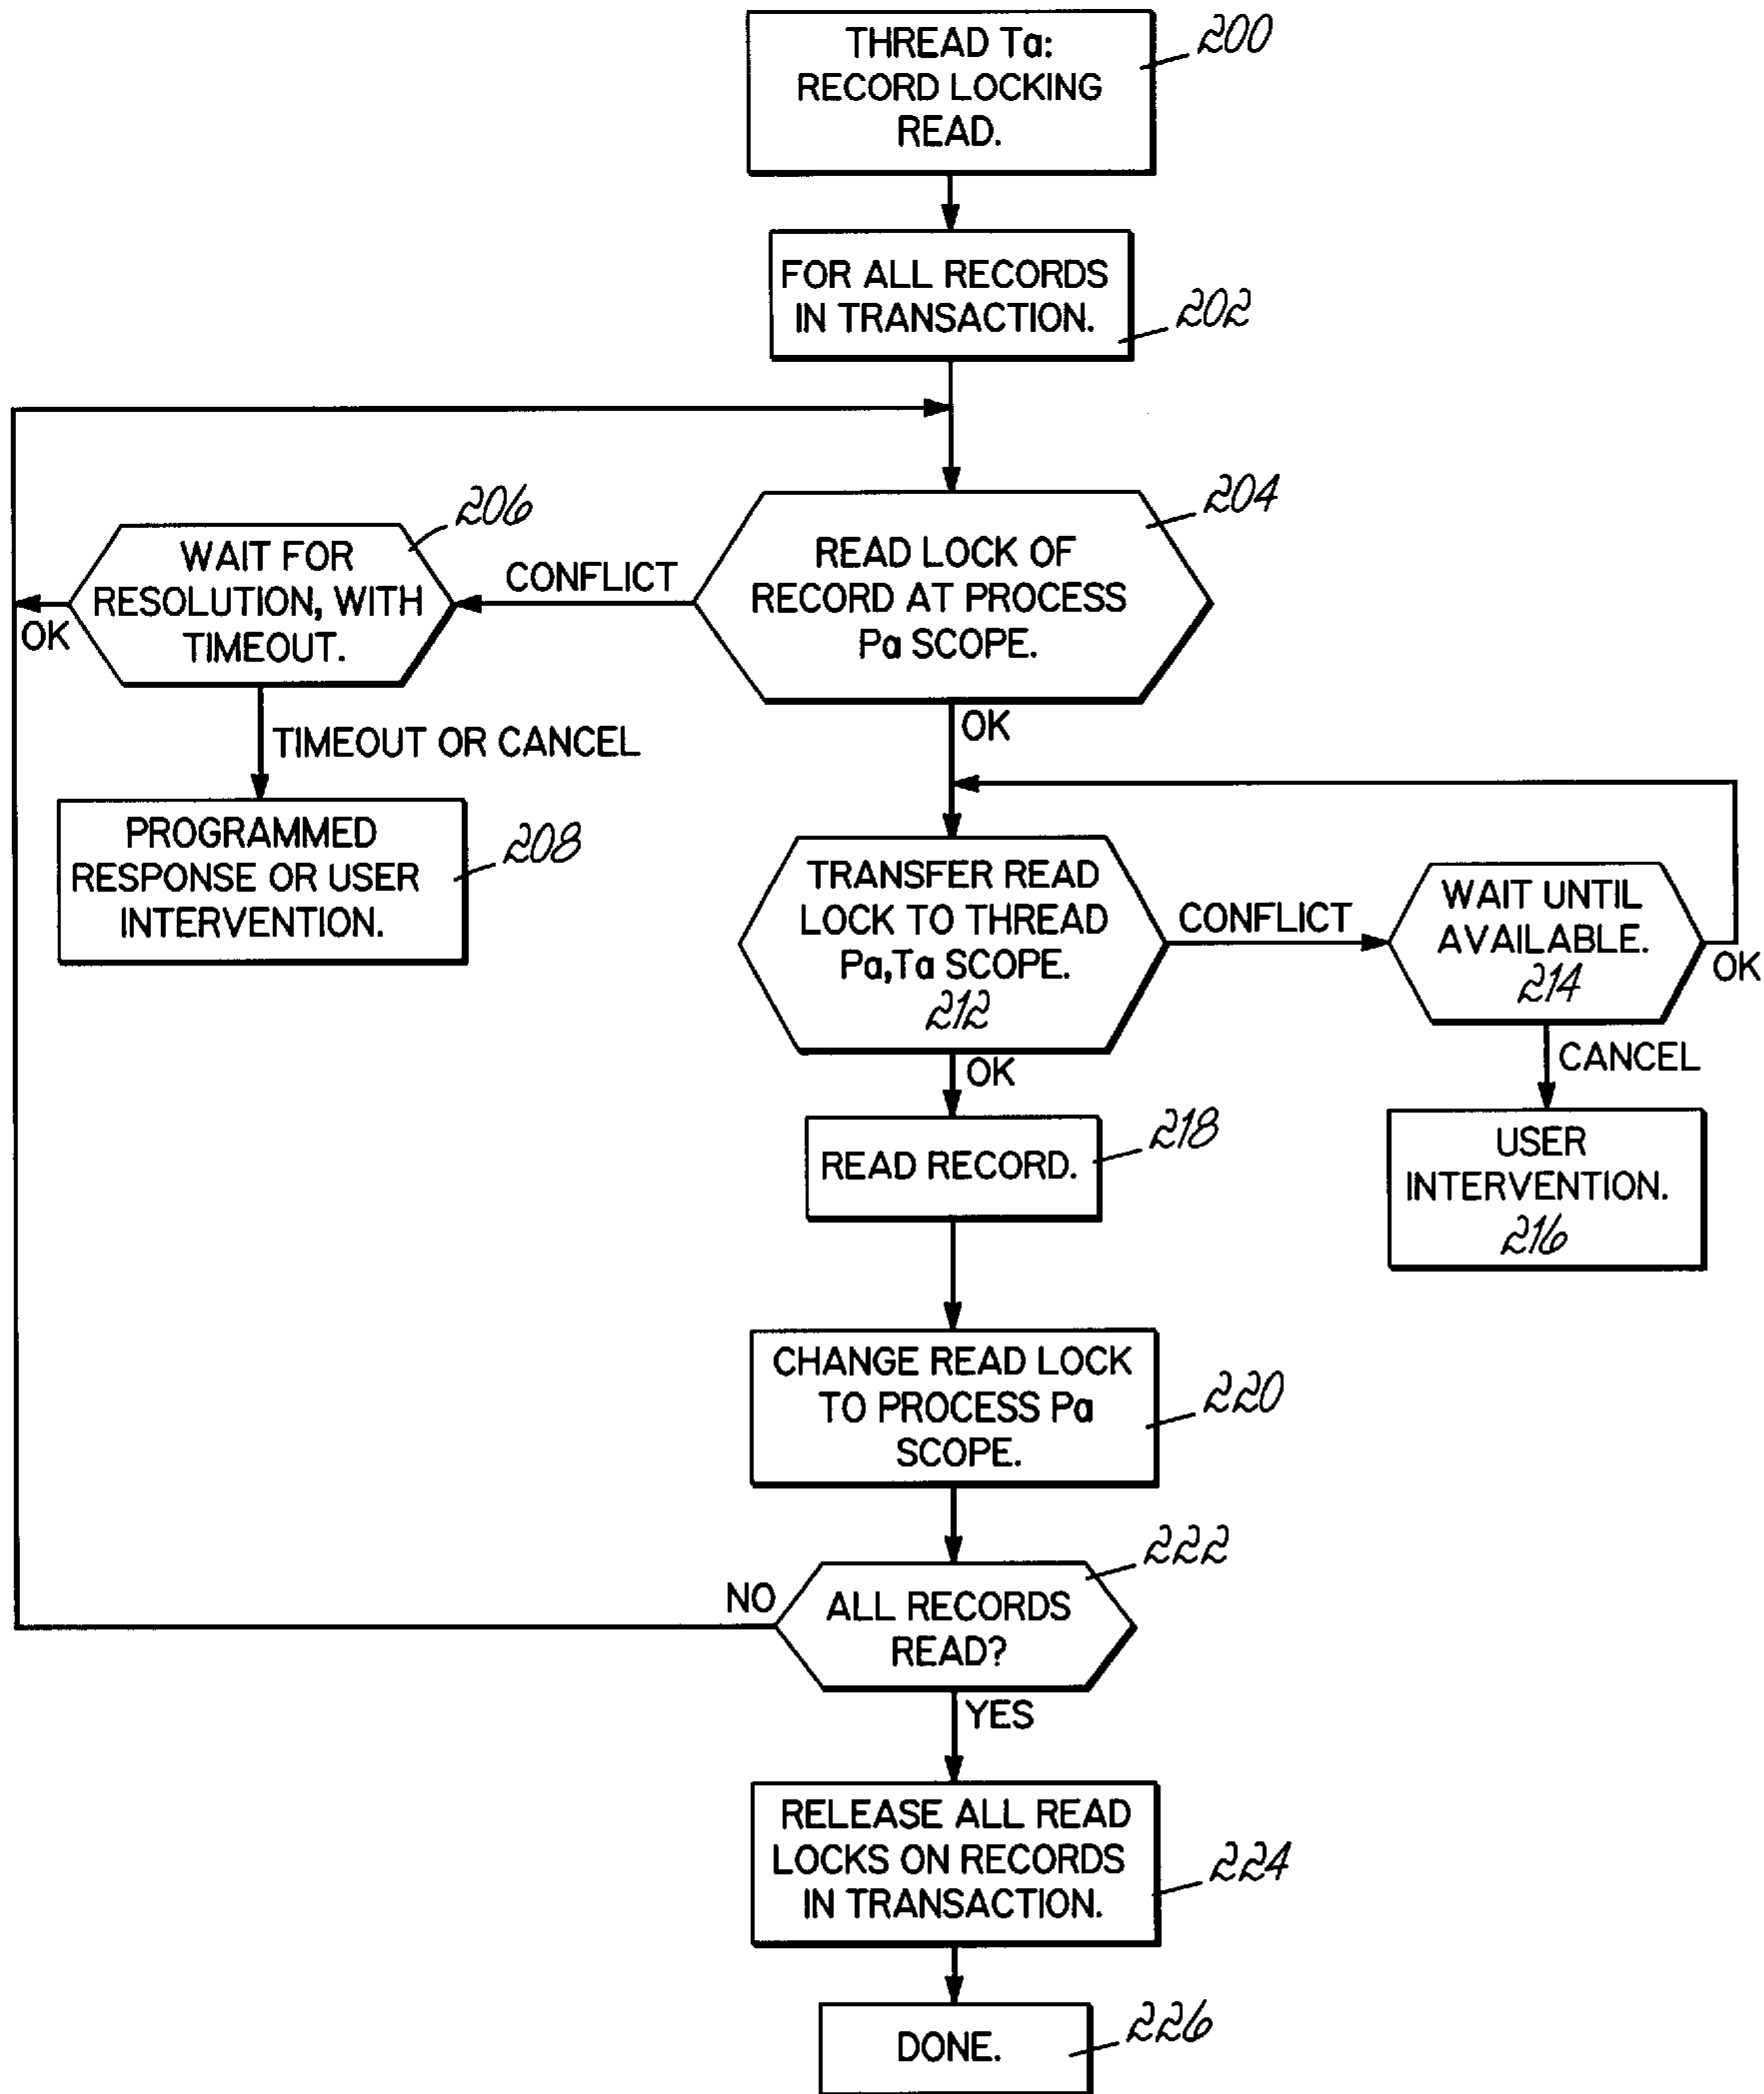 THREAD Ta:
RECORD LOCKING
READ.
200
FOR ALL RECORDS
IN TRANSACTION.
202
206
WAIT FOR
RESOLUTION, WITH
TIMEOUT.
OK
CONFLICT
204
READ LOCK OF
RECORD AT PROCESS
Pa SCOPE.
OK
TIMEOUT OR CANCEL
PROGRAMMED
RESPONSE OR USER
INTERVENTION.
208
TRANSFER READ
LOCK TO THREAD
Pa,Ta SCOPE.
212
CONFLICT
WAIT UNTIL
AVAILABLE.
214
OK
CANCEL
USER
INTERVENTION.
216
OK
READ RECORD.
218
CHANGE READ LOCK
TO PROCESS Pa
SCOPE.
220
222
NO
ALL RECORDS
READ?
YES
RELEASE ALL READ
LOCKS ON RECORDS
IN TRANSACTION.
224
DONE.
226